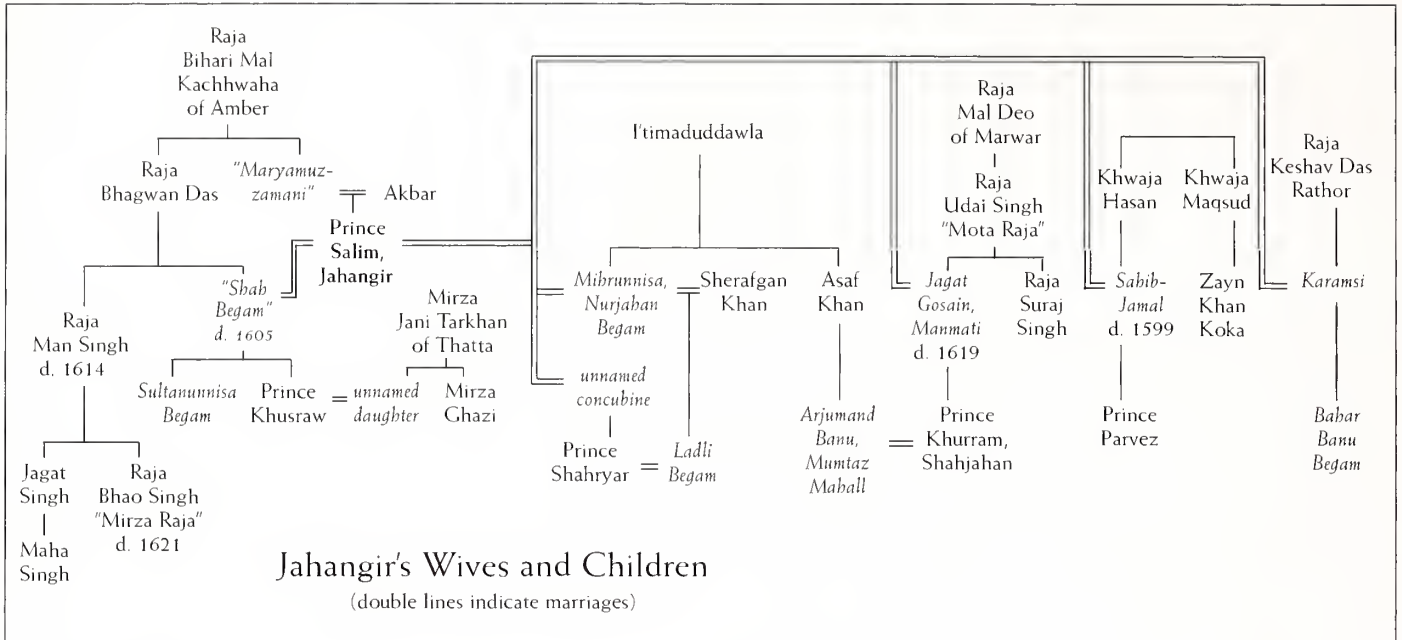 Raja
Bihari Mal
Kachhwaha
of Amber
Raja
Bhagwan Das
"Maryamuz-
zamani"
Akbar
Prince
Salim,
Jahangir
"Shah
Begam"
d. 1605
Raja
Man Singh
d. 1614
Sultanunnisa
Begam
Prince
Khusraw
=
unnamed
daughter
Mirza
Jani Tarkhan
of Thatta
Mirza
Ghazi
Jagat
Singh
Raja
Bhao Singh
"Mirza Raja"
d. 1621
Maha
Singh
I'timaduddawla
Mihrunnisa,
Nurjahan
Begam
Sherafgan
Khan
Asaf
Khan
unnamed
concubine
Prince
Shahryar
=
Ladli
Begam
Arjumand
Banu,
Mumtaz
Mahall
=
Prince
Khurram,
Shahjahan
Raja
Mal Deo
of Marwar
Raja
Udai Singh
"Mota Raja"
Jagat
Gosain,
Manmati
d. 1619
Raja
Suraj
Singh
Khwaja
Hasan
Khwaja
Maqsud
Sahib-
Jamal
d. 1599
Zayn
Khan
Koka
Prince
Parvez
Raja
Keshav Das
Rathor
Karamsi
Bahar
Banu
Begam
Jahangir's Wives and Children
(double lines indicate marriages)